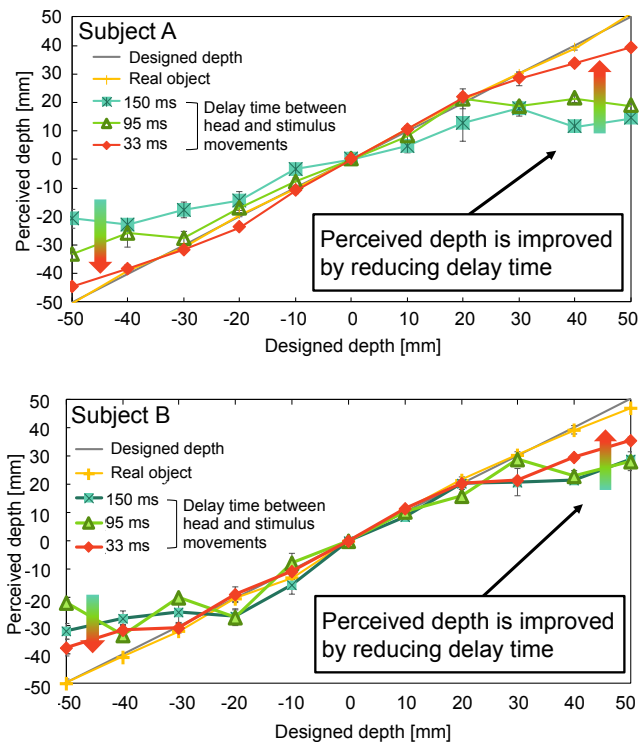 Subject A
50
40
30
20
10
0
-10
-20
-30
-40
-50
Perceived depth [mm]
Designed depth
Real object
150 ms
95 ms
33 ms
Delay time between
head and stimulus
movements
Perceived depth is improved
by reducing delay time
-50 -40 -30 -20 -10 0 10 20 30 40 50
Designed depth [mm]
Subject B
50
40
30
20
10
0
-10
-20
-30
-40
-50
Perceived depth [mm]
Designed depth
Real object
150 ms
95 ms
33 ms
Delay time between
head and stimulus
movements
Perceived depth is improved
by reducing delay time
-50 -40 -30 -20 -10 0 10 20 30 40 50
Designed depth [mm]